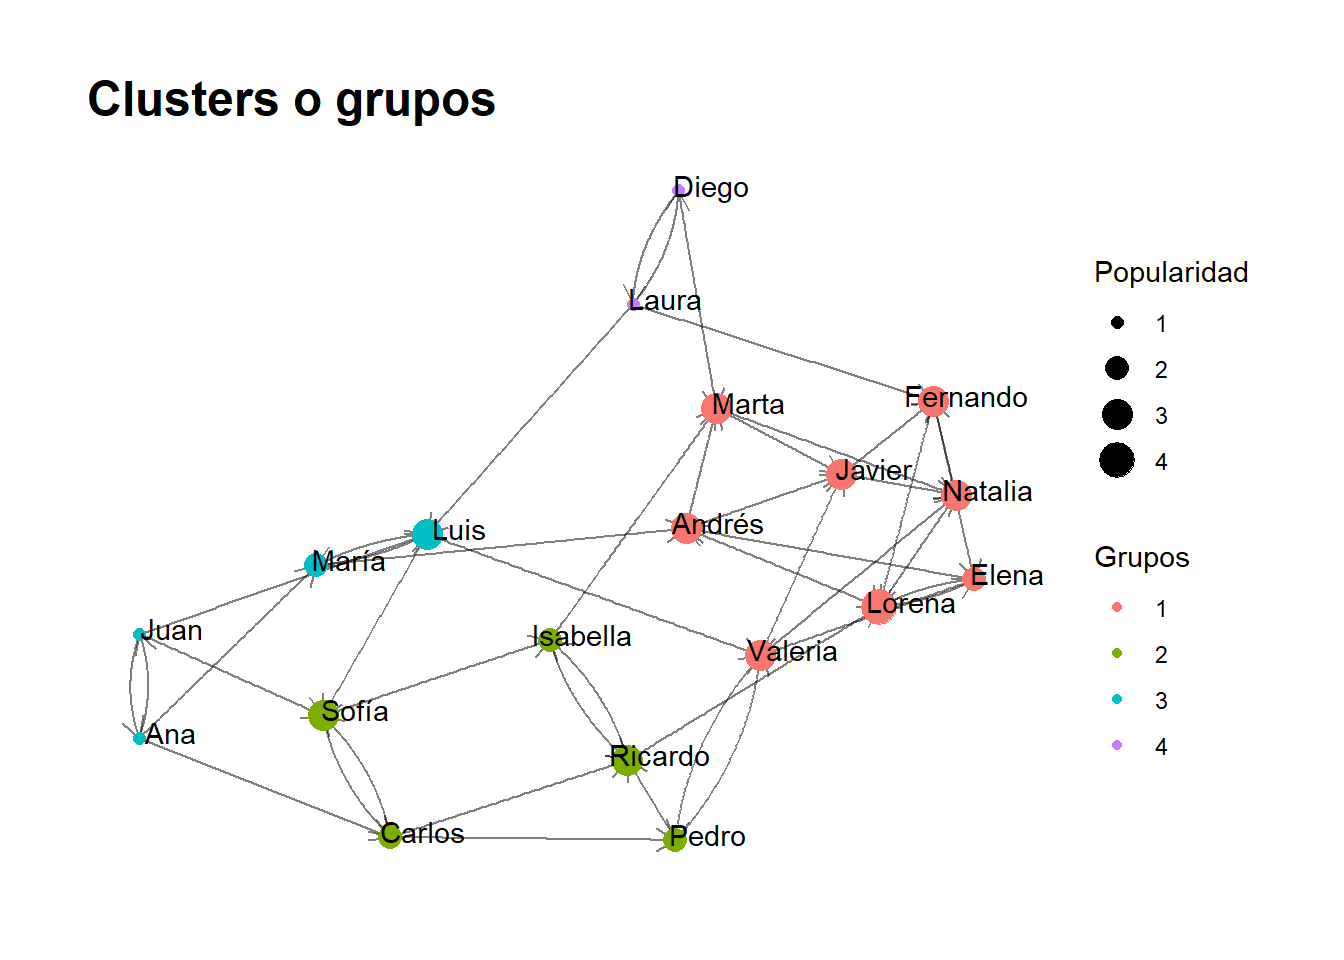 Clusters o grupos
Diego
Laura
Marta
Fernando
Javier
Natalia
Andrés
Luis
María
Elena
Lorena
Juan
Isabella
Valeria
Sofía
Ana
Ricardo
Carlos
Pedro
Popularidad
1
2
3
4
Grupos
1
2
3
4